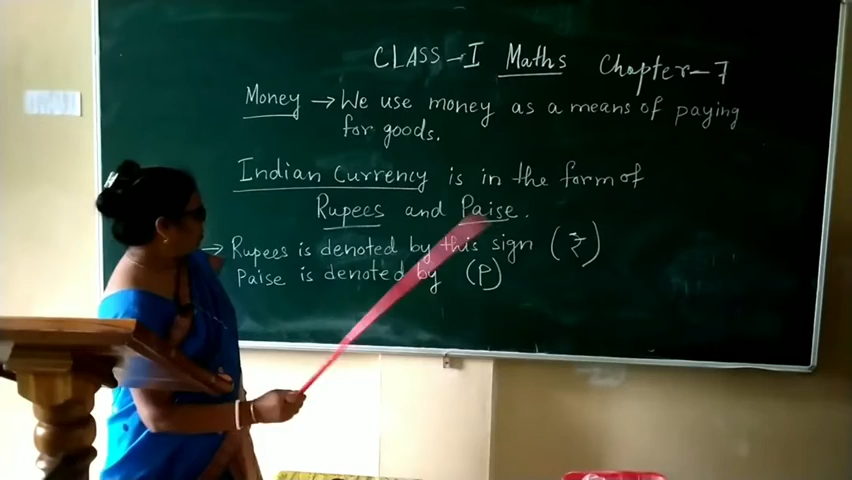 CLASS-I Maths Chapter-7
Money → We use money as a means of paying
for goods.
Indian Currency is in the form of
Rupees and Paise.
→ Rupees is denoted by this sign (₹)
Paise is denoted by (P)